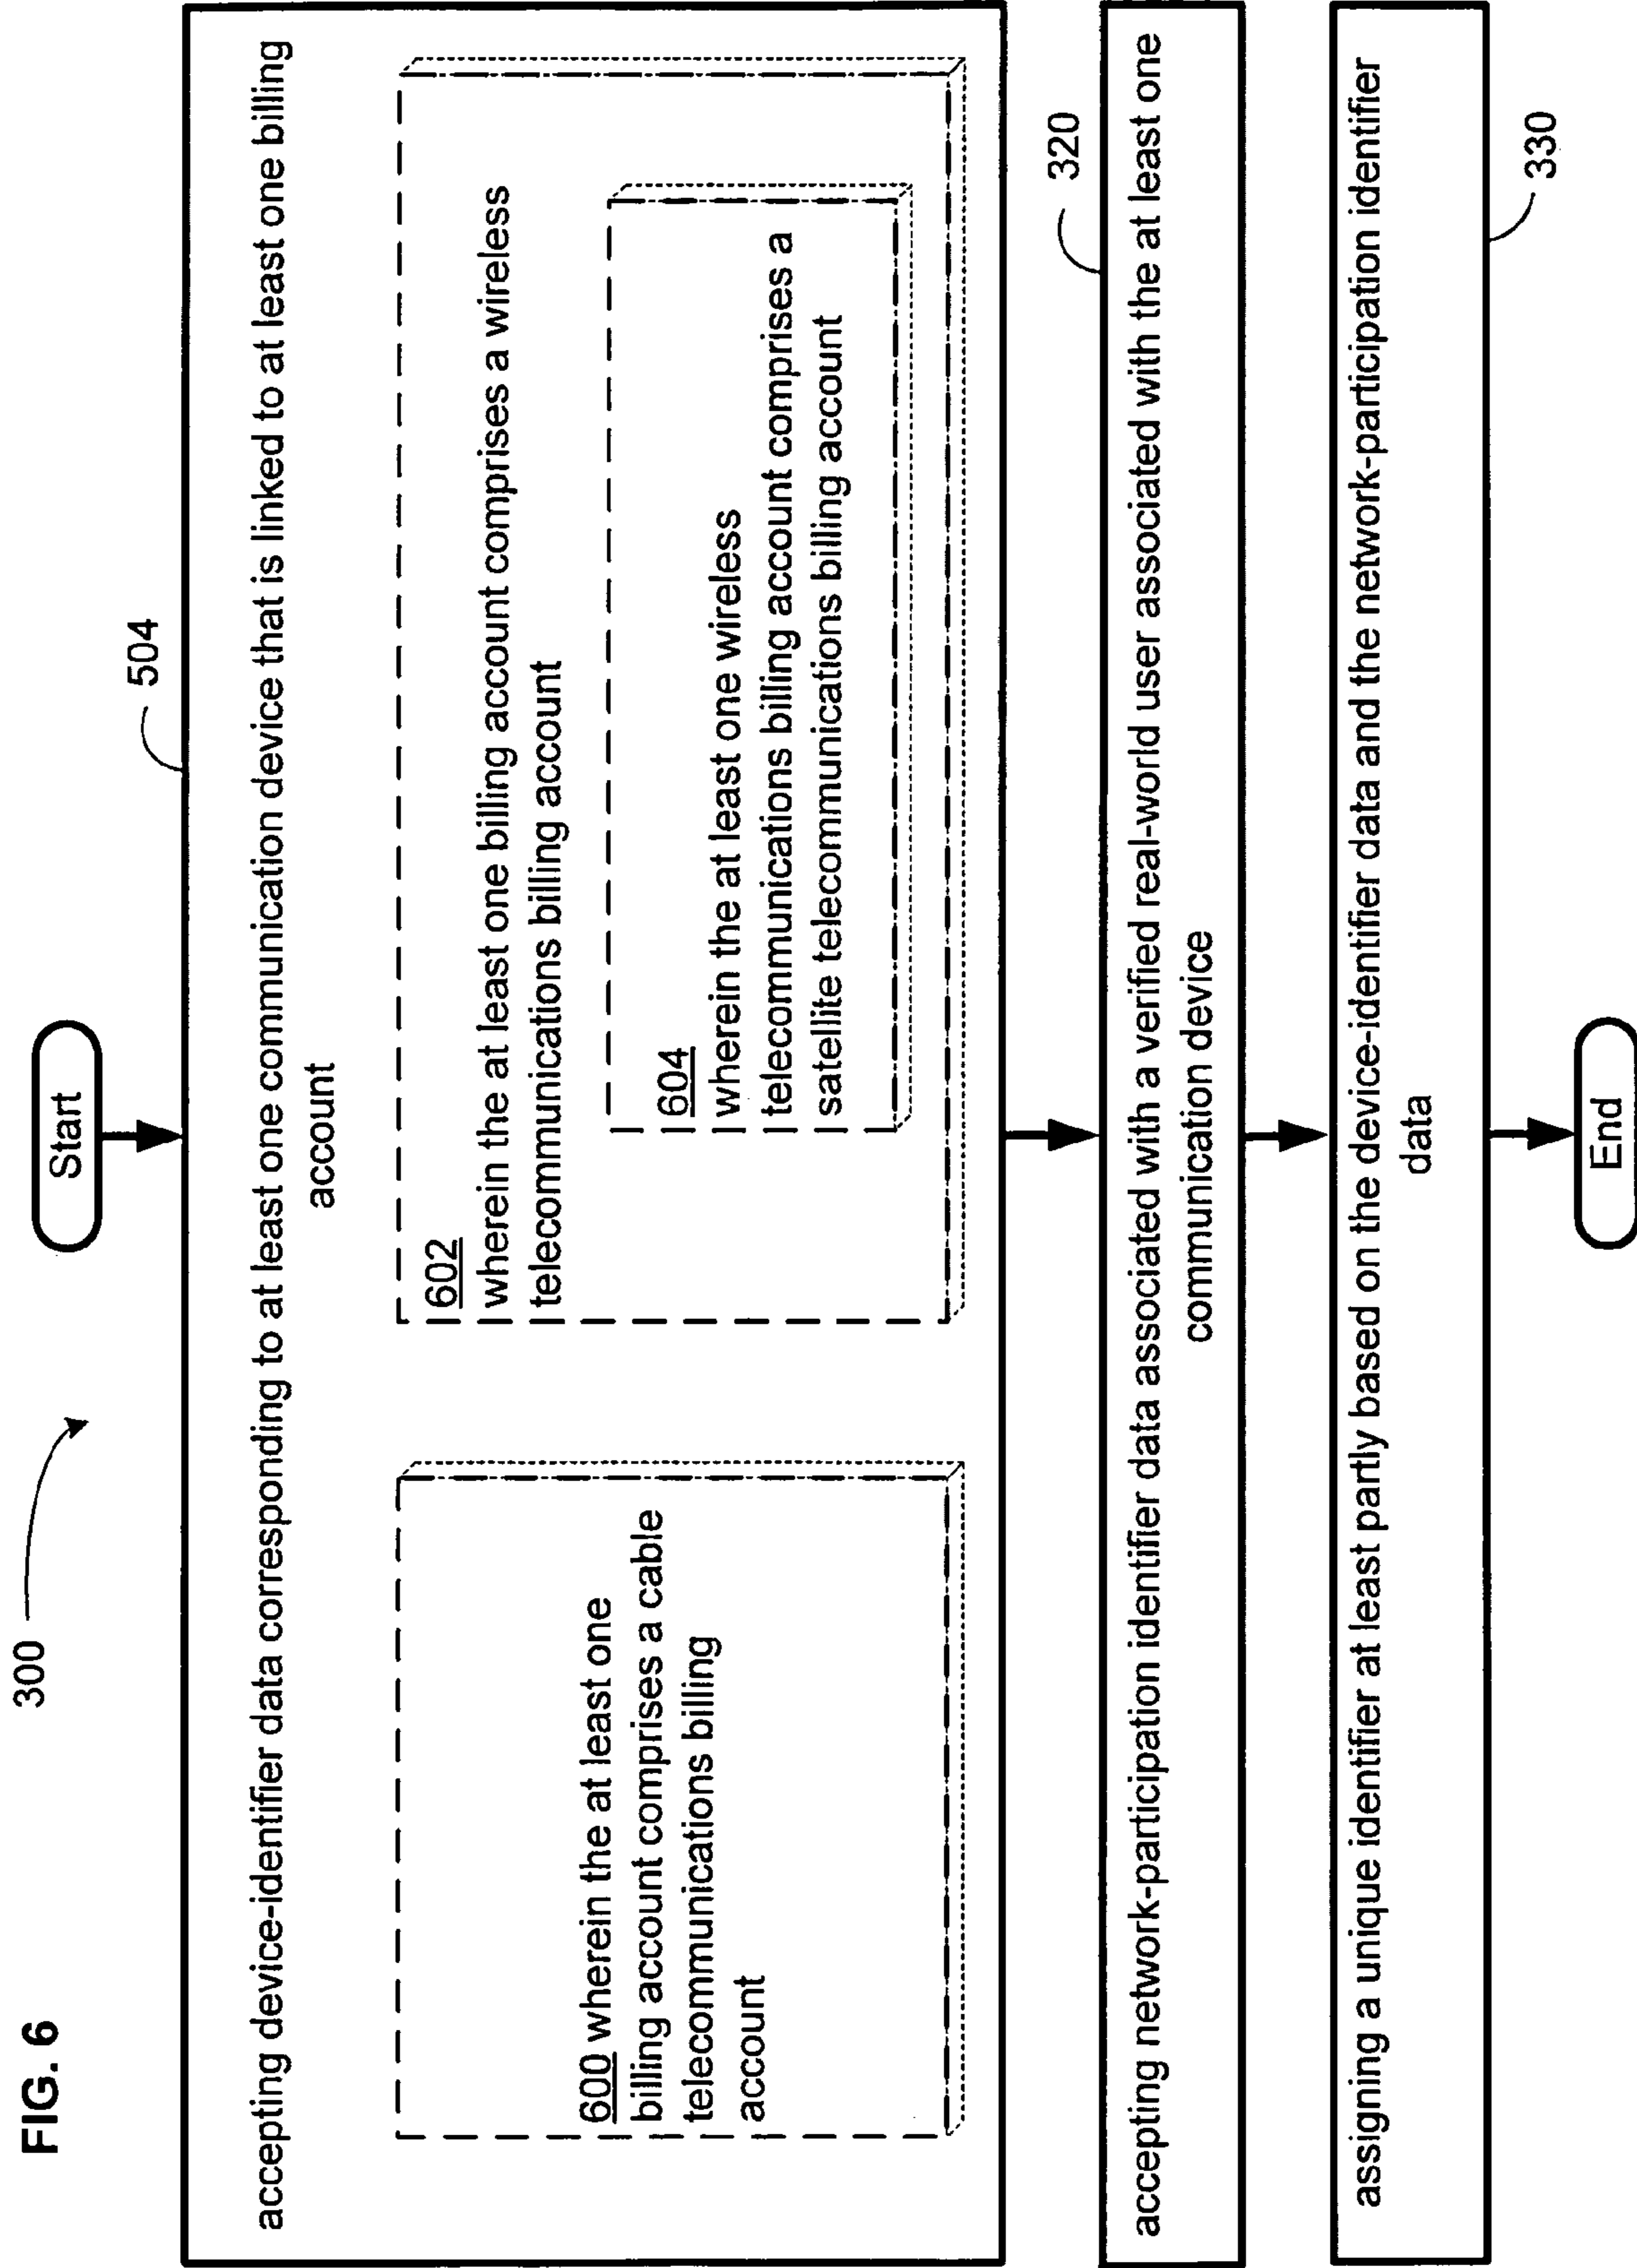 FIG. 6
300
Start
504
accepting device-identifier data corresponding to at least one communication device that is linked to at least one billing
account
600 wherein the at least one
billing account comprises a cable
telecommunications billing
account
602
wherein the at least one billing account comprises a wireless
telecommunications billing account
604
wherein the at least one wireless
telecommunications billing account comprises a
satellite telecommunications billing account
320
accepting network-participation identifier data associated with a verified real-world user associated with the at least one
communication device
assigning a unique identifier at least partly based on the device-identifier data and the network-participation identifier
data
330
End